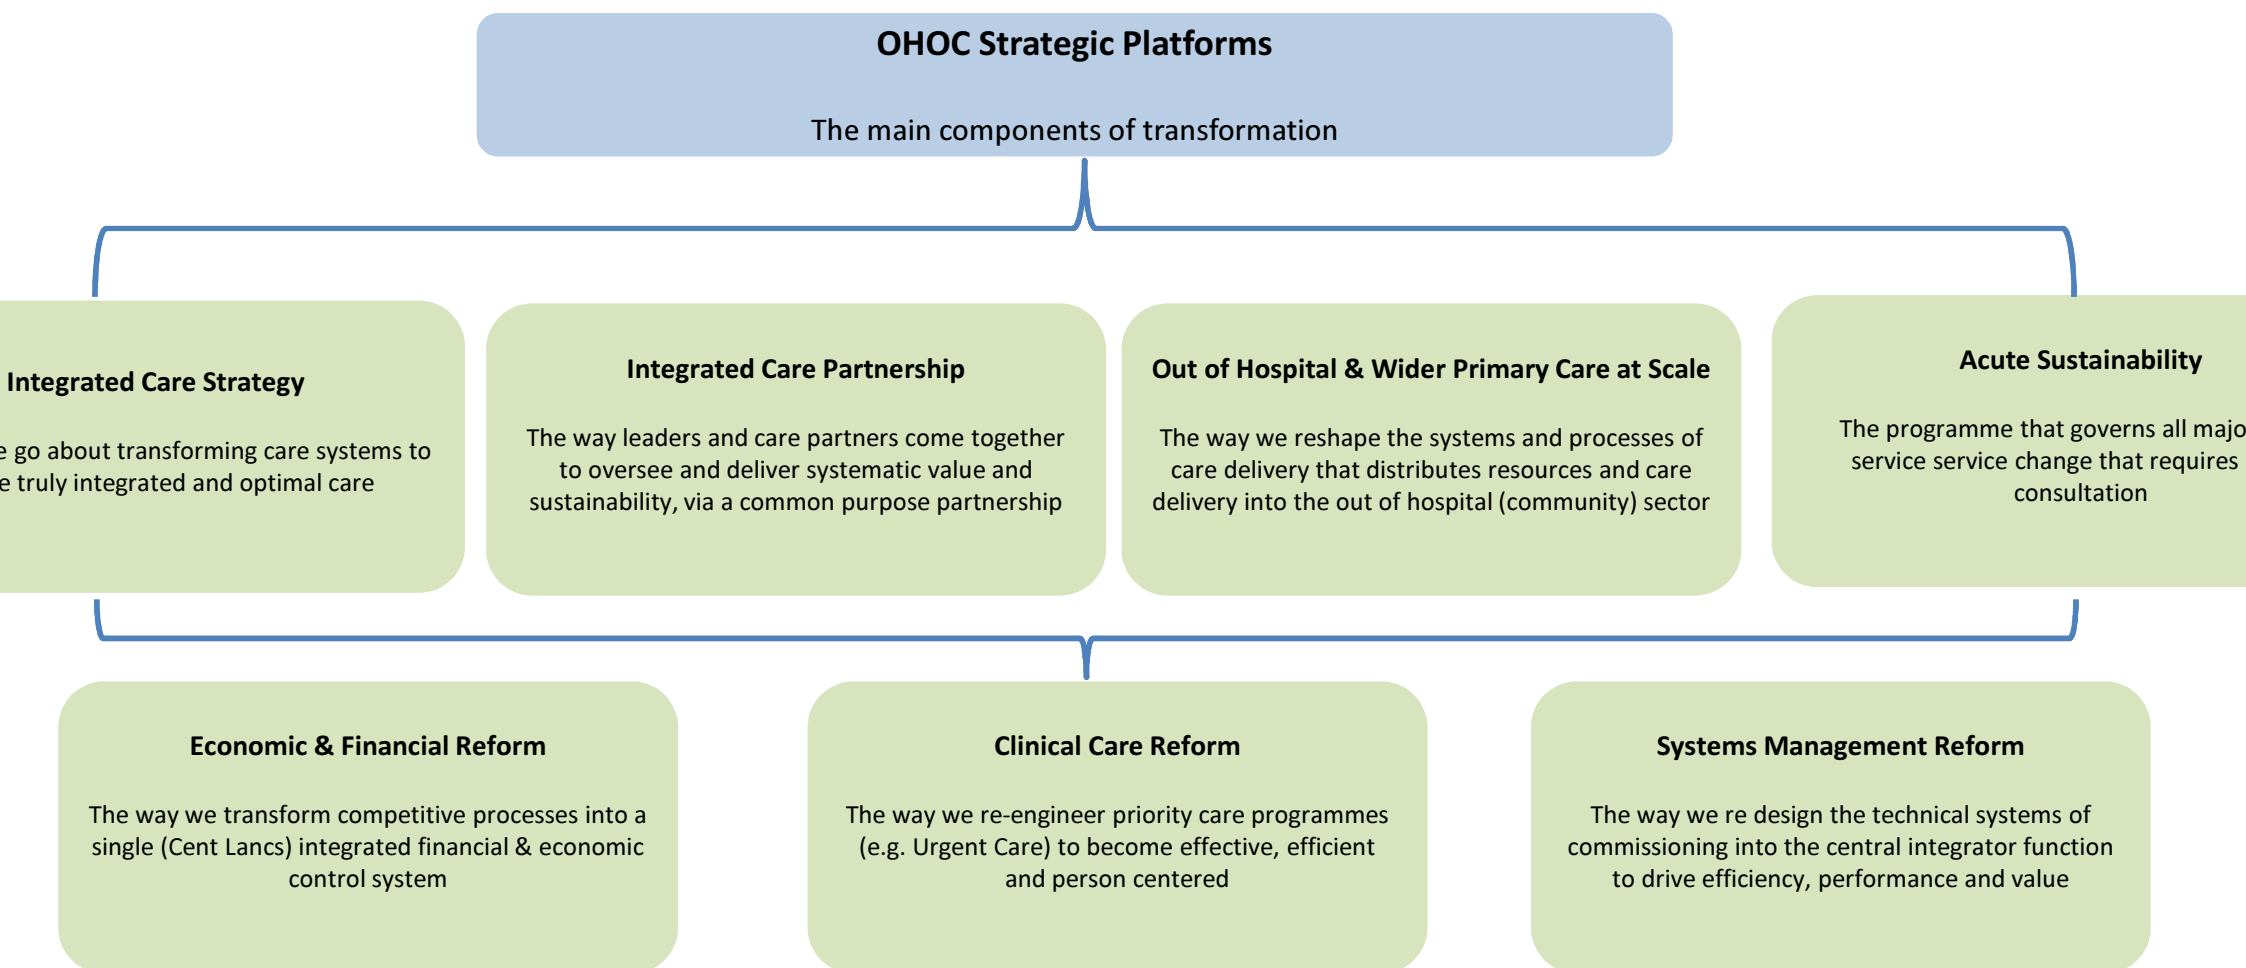 OHOC Strategic Platforms
The main components of transformation
Integrated Care Strategy
go about transforming care systems to
truly integrated and optimal care
Integrated Care Partnership
The way leaders and care partners come together
to oversee and deliver systematic value and
sustainability, via a common purpose partnership
Out of Hospital & Wider Primary Care at Scale
The way we reshape the systems and processes of
care delivery that distributes resources and care
delivery into the out of hospital (community) sector
Acute Sustainability
The programme that governs all majo
service service change that requires
consultation
Economic & Financial Reform
The way we transform competitive processes into a
single (Cent Lancs) integrated financial & economic
control system
Clinical Care Reform
The way we re-engineer priority care programmes
(e.g. Urgent Care) to become effective, efficient
and person centered
Systems Management Reform
The way we re design the technical systems of
commissioning into the central integrator function
to drive efficiency, performance and value